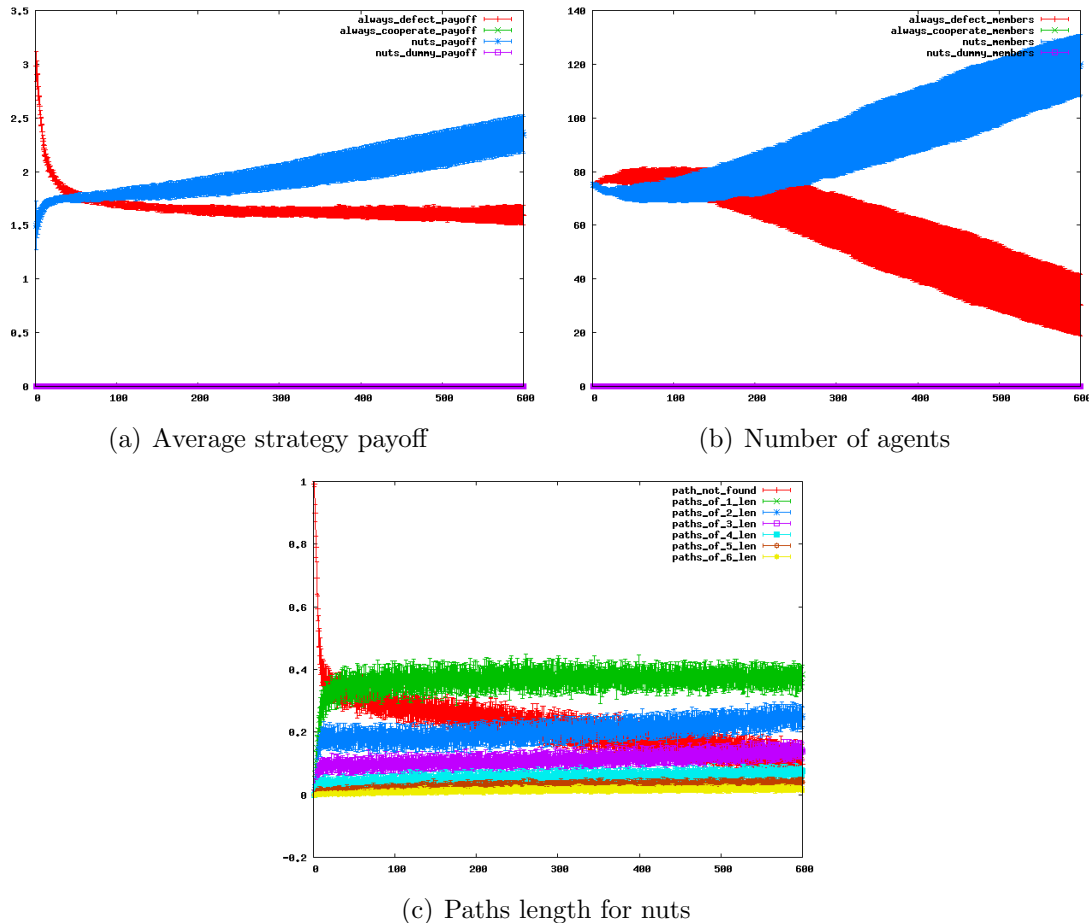 always_defect_payoff
always_cooperate_payoff
nuts_payoff
nuts_dummy_payoff
3.5
3
2.5
2
1.5
1
0.5
0
0 100 200 300 400 500 600
(a) Average strategy payoff
always_defect_members
always_cooperate_members
nuts_members
nuts_dummy_members
140
120
100
80
60
40
20
0
0 100 200 300 400 500 600
(b) Number of agents
path_not_found
paths_of_1_len
paths_of_2_len
paths_of_3_len
paths_of_4_len
paths_of_5_len
paths_of_6_len
1
0.8
0.6
0.4
0.2
0
-0.2
0 100 200 300 400 500 600
(c) Paths length for nuts